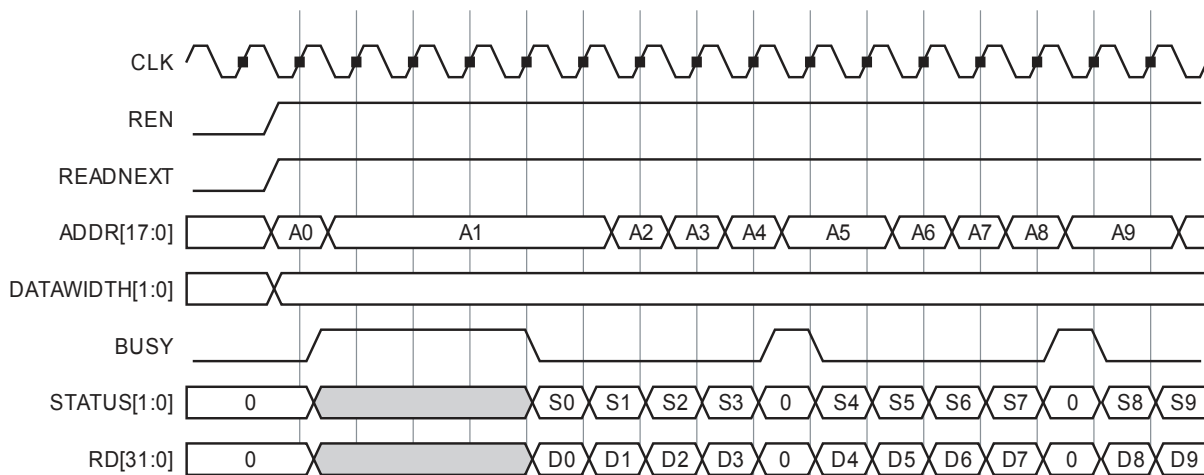 CLK
REN
READNEXT
ADDR[17:0] A0 A1 A2 A3 A4 A5 A6 A7 A8 A9
DATAWIDTH[1:0]
BUSY
STATUS[1:0] 0 S0 S1 S2 S3 0 S4 S5 S6 S7 0 S8 S9
RD[31:0] 0 D0 D1 D2 D3 0 D4 D5 D6 D7 0 D8 D9